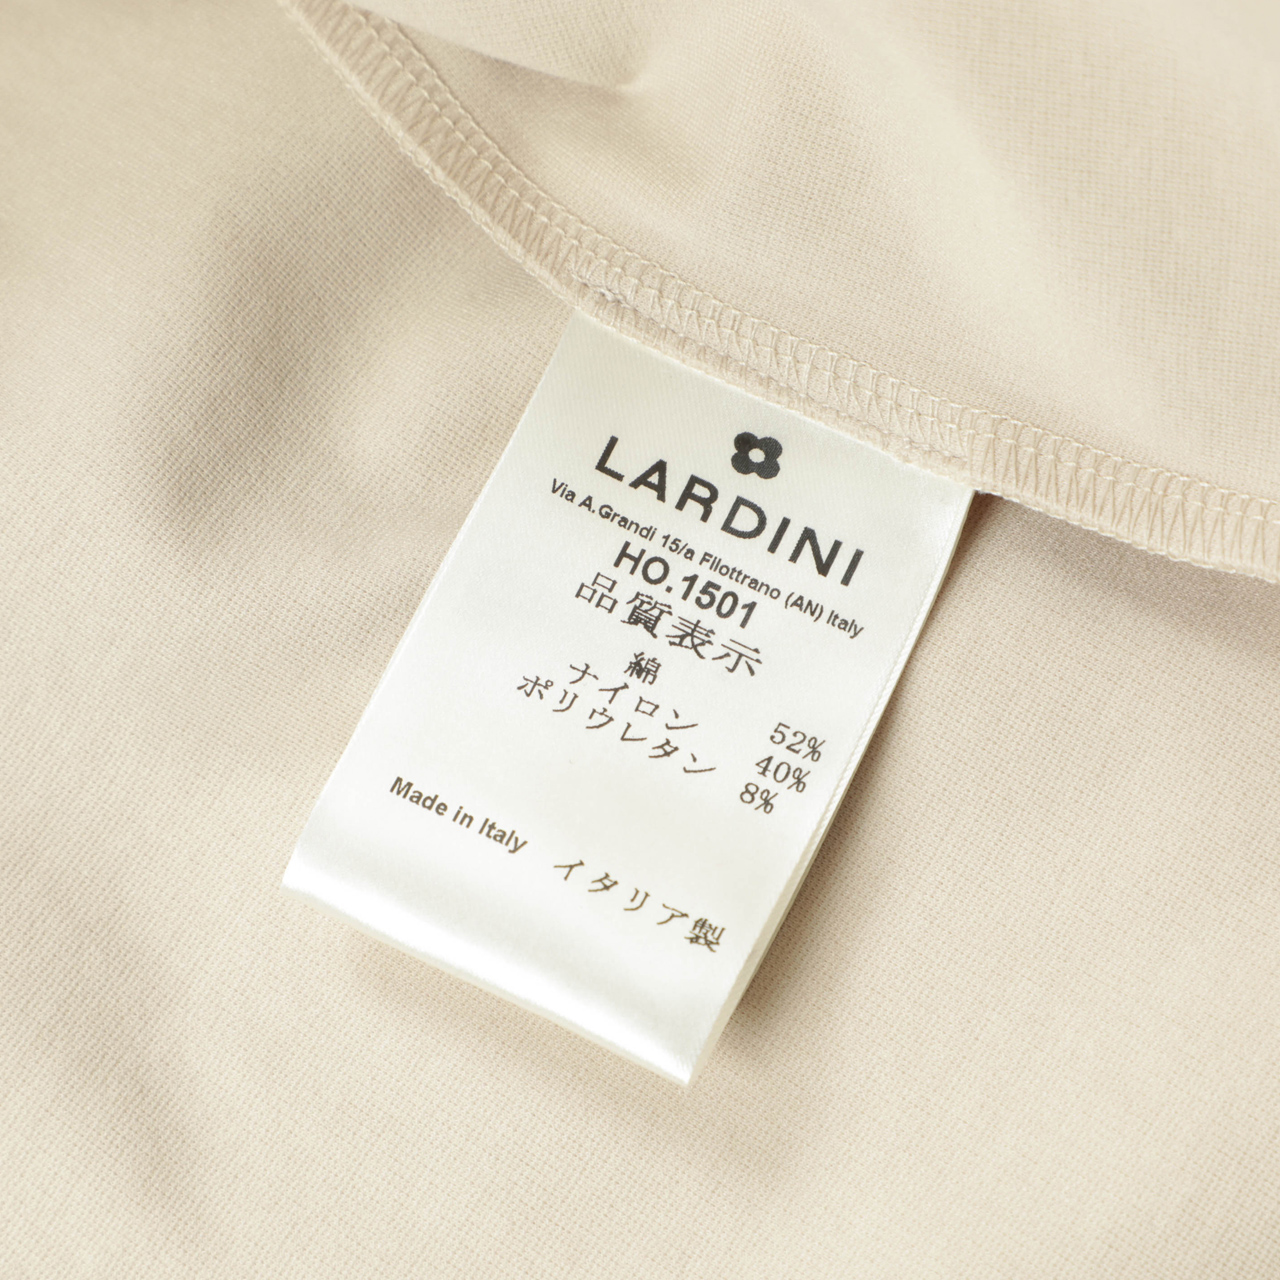 LARDINI
Via A.Grandi 15/a Filottrano (AN) Italy
HO.1501
品質表示
綿 52%
ナイロン 40%
ポリウレタン 8%
Made in Italy イタリア製